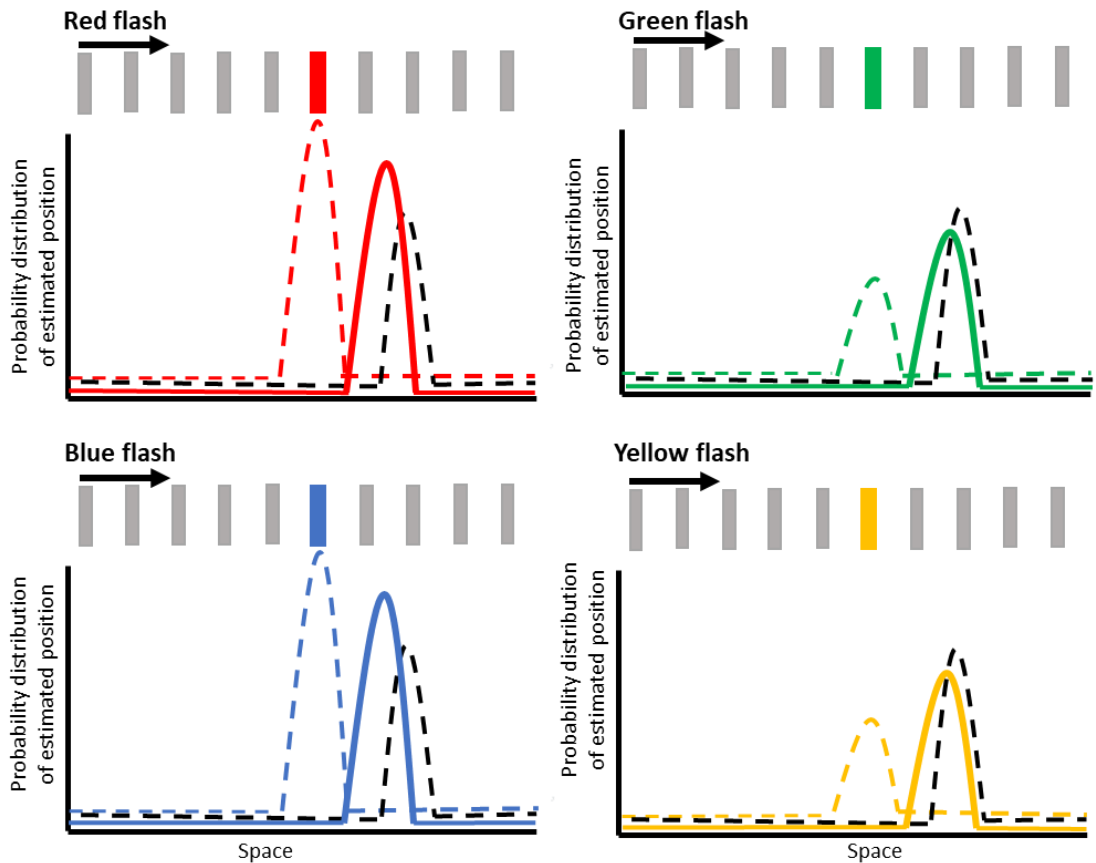 Red flash
Probability distribution
of estimated position
Green flash
Probability distribution
of estimated position
Blue flash
Probability distribution
of estimated position
Space
Yellow flash
Probability distribution
of estimated position
Space